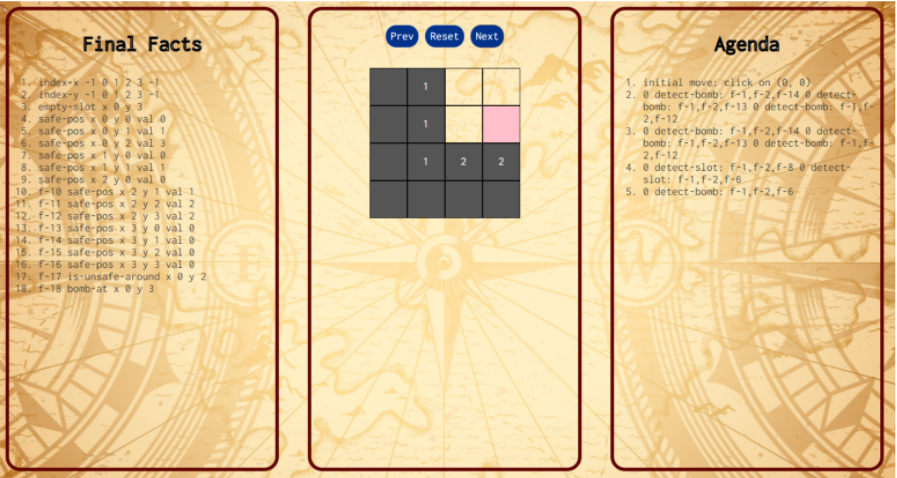 Final Facts
1. index-x -1 0 1 2 3 -1
2. index-y -1 0 1 2 3 -1
3. empty-slot x 0 y 3
4. safe-pos x 0 y 0 val 0
5. safe-pos x 0 y 1 val 1
6. safe-pos x 0 y 2 val 3
7. safe-pos x 1 y 0 val 0
8. safe-pos x 1 y 1 val 1
9. safe-pos x 2 y 0 val 0
10. f-10 safe-pos x 2 y 1 val 1
11. f-11 safe-pos x 2 y 2 val 2
12. f-12 safe-pos x 2 y 3 val 2
13. f-13 safe-pos x 3 y 0 val 0
14. f-14 safe-pos x 3 y 1 val 0
15. f-15 safe-pos x 3 y 2 val 0
16. f-16 safe-pos x 3 y 3 val 0
17. f-17 is-unsafe-around x 0 y 2
18. f-18 bomb-at x 0 y 3
Prev Reset Next
1
1
1 2 2
Agenda
1. initial move: click on (0, 0)
2. 0 detect-bomb: f-1,f-2,f-14 0 detect-
bomb: f-1,f-2,f-13 0 detect-bomb: f-1,f-
2,f-12
3. 0 detect-bomb: f-1,f-2,f-14 0 detect-
bomb: f-1,f-2,f-13 0 detect-bomb: f-1,f-
2,f-12
4. 0 detect-slot: f-1,f-2,f-8 0 detect-
slot: f-1,f-2,f-6
5. 0 detect-bomb: f-1,f-2,f-6